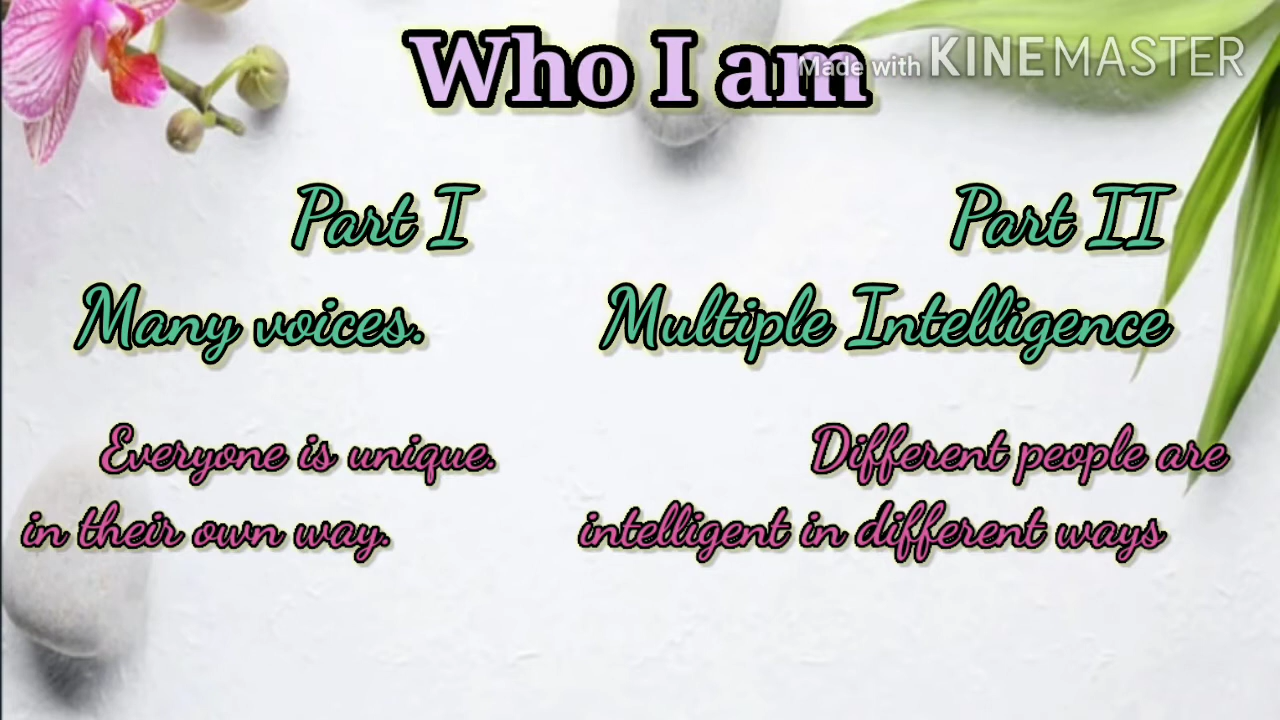 Who I am
Made with KINEMASTER
Part I
Many voices.
Everyone is unique.
in their own way.
Part II
Multiple Intelligence
Different people are
intelligent in different ways